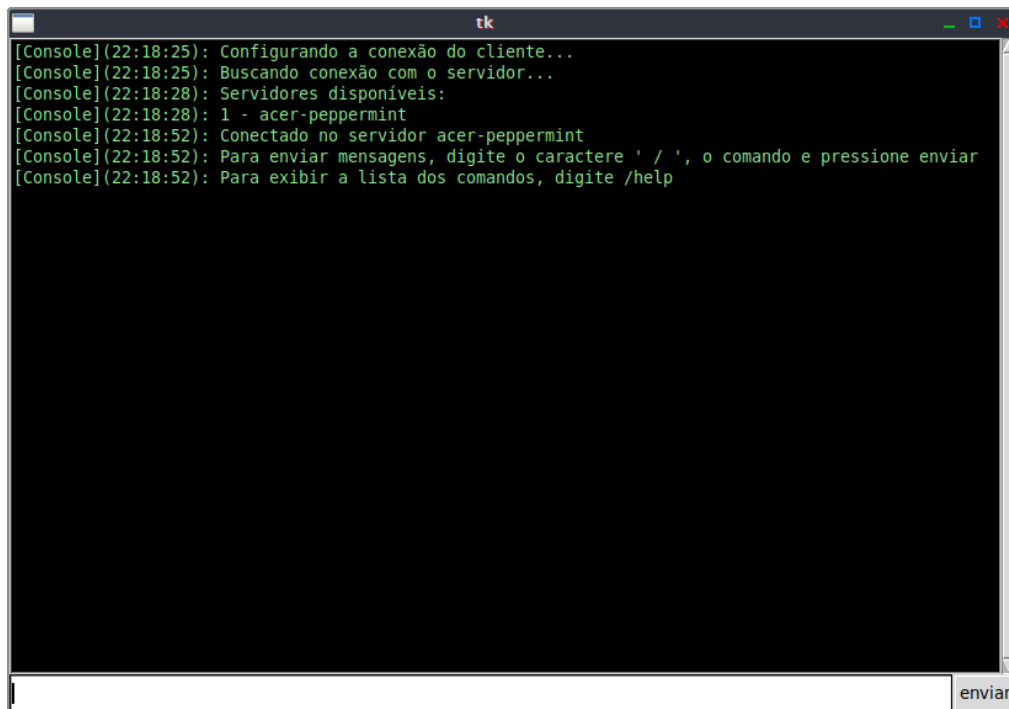 tk
[Console](22:18:25): Configurando a conexão do cliente...
[Console](22:18:25): Buscando conexão com o servidor...
[Console](22:18:28): Servidores disponíveis:
[Console](22:18:28): 1 - acer-peppermint
[Console](22:18:52): Conectado no servidor acer-peppermint
[Console](22:18:52): Para enviar mensagens, digite o caractere ' / ', o comando e pressione enviar
[Console](22:18:52): Para exibir a lista dos comandos, digite /help
enviar